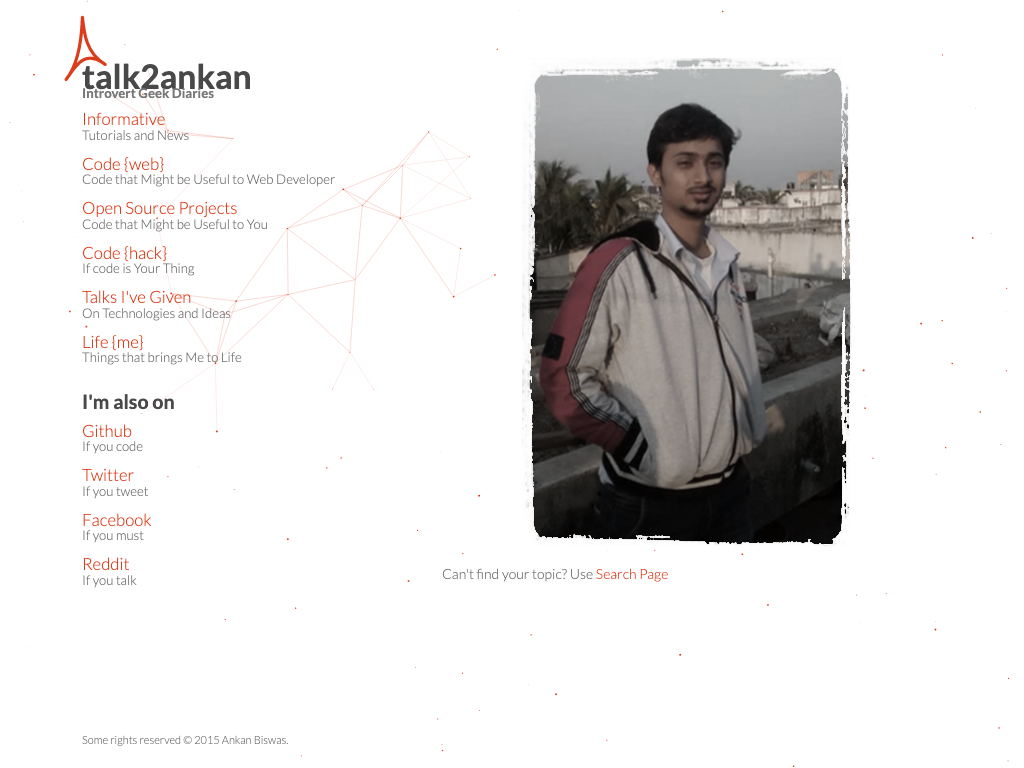 talk2ankan
Introvert Geek Diaries
Informative
Tutorials and News
Code {web}
Code that Might be Useful to Web Developer
Open Source Projects
Code that Might be Useful to You
Code {hack}
If code is Your Thing
Talks I've Given
On Technologies and Ideas
Life {me}
Things that brings Me to Life
I'm also on
Github
If you code
Twitter
If you tweet
Facebook
If you must
Reddit
If you talk
Can't find your topic? Use Search Page
Some rights reserved © 2015 Ankan Biswas.